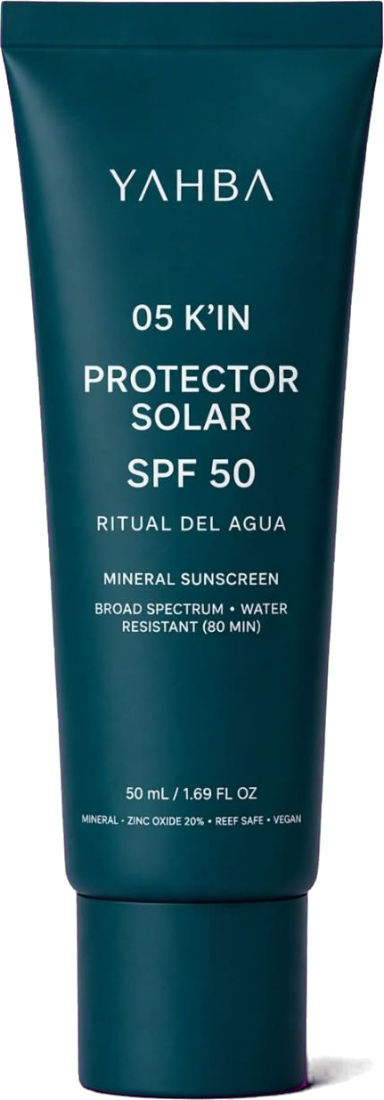 YAHBA
05 K'IN
PROTECTOR
SOLAR
SPF 50
RITUAL DEL AGUA
MINERAL SUNSCREEN
BROAD SPECTRUM • WATER
RESISTANT (80 MIN)
50 mL / 1.69 FL OZ
MINERAL - ZINC OXIDE 20% • REEF SAFE • VEGAN